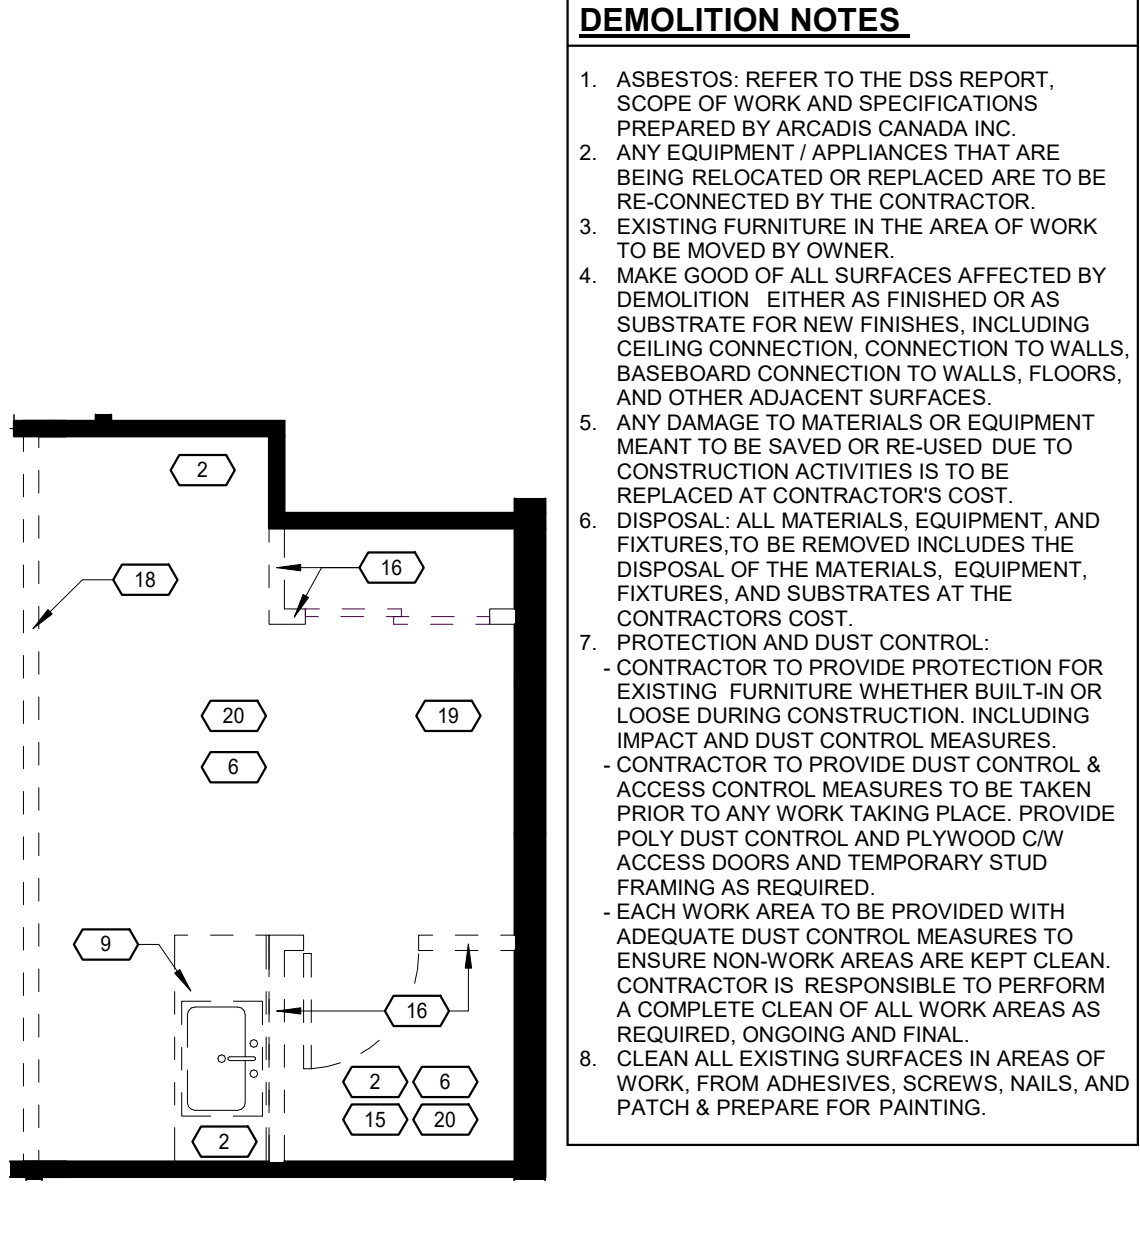 DEMOLITION NOTES
1. ASBESTOS: REFER TO THE DSS REPORT,
SCOPE OF WORK AND SPECIFICATIONS
PREPARED BY ARCADIS CANADA INC.
2. ANY EQUIPMENT / APPLIANCES THAT ARE
BEING RELOCATED OR REPLACED ARE TO BE
RE-CONNECTED BY THE CONTRACTOR.
3. EXISTING FURNITURE IN THE AREA OF WORK
TO BE MOVED BY OWNER.
4. MAKE GOOD OF ALL SURFACES AFFECTED BY
DEMOLITION EITHER AS FINISHED OR AS
SUBSTRATE FOR NEW FINISHES, INCLUDING
CEILING CONNECTION, CONNECTION TO WALLS,
BASEBOARD CONNECTION TO WALLS, FLOORS,
AND OTHER ADJACENT SURFACES.
5. ANY DAMAGE TO MATERIALS OR EQUIPMENT
MEANT TO BE SAVED OR RE-USED DUE TO
CONSTRUCTION ACTIVITIES IS TO BE
REPLACED AT CONTRACTOR'S COST.
6. DISPOSAL: ALL MATERIALS, EQUIPMENT, AND
FIXTURES,TO BE REMOVED INCLUDES THE
DISPOSAL OF THE MATERIALS, EQUIPMENT,
FIXTURES, AND SUBSTRATES AT THE
CONTRACTORS COST.
7. PROTECTION AND DUST CONTROL:
- CONTRACTOR TO PROVIDE PROTECTION FOR
EXISTING FURNITURE WHETHER BUILT-IN OR
LOOSE DURING CONSTRUCTION. INCLUDING
IMPACT AND DUST CONTROL MEASURES.
- CONTRACTOR TO PROVIDE DUST CONTROL &
ACCESS CONTROL MEASURES TO BE TAKEN
PRIOR TO ANY WORK TAKING PLACE. PROVIDE
POLY DUST CONTROL AND PLYWOOD C/W
ACCESS DOORS AND TEMPORARY STUD
FRAMING AS REQUIRED.
- EACH WORK AREA TO BE PROVIDED WITH
ADEQUATE DUST CONTROL MEASURES TO
ENSURE NON-WORK AREAS ARE KEPT CLEAN.
CONTRACTOR IS RESPONSIBLE TO PERFORM
A COMPLETE CLEAN OF ALL WORK AREAS AS
REQUIRED, ONGOING AND FINAL.
8. CLEAN ALL EXISTING SURFACES IN AREAS OF
WORK, FROM ADHESIVES, SCREWS, NAILS, AND
PATCH & PREPARE FOR PAINTING.
2
18
16
20
19
6
9
16
2 6
15 20
2